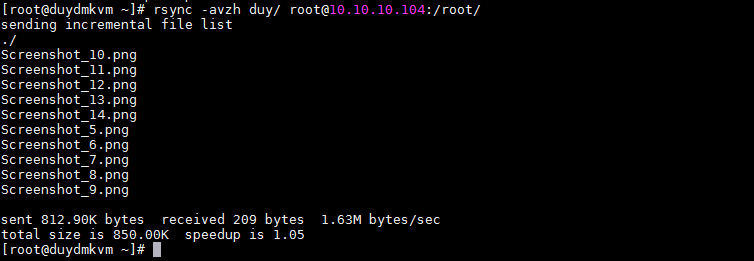 [root@duydmkvm ~]# rsync -avzh duy/ root@10.10.10.104:/root/
sending incremental file list
./
Screenshot_10.png
Screenshot_11.png
Screenshot_12.png
Screenshot_13.png
Screenshot_14.png
Screenshot_5.png
Screenshot_6.png
Screenshot_7.png
Screenshot_8.png
Screenshot_9.png

sent 812.90K bytes  received 209 bytes  1.63M bytes/sec
total size is 850.00K  speedup is 1.05
[root@duydmkvm ~]#